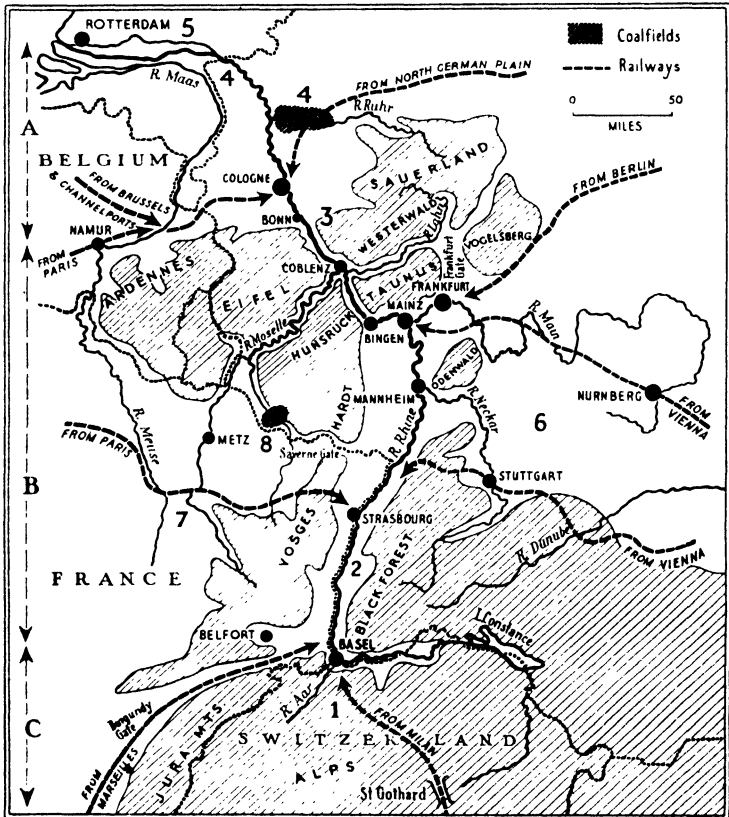 ROTTERDAM
5
Coalfields
Railways
0 50
MILES
R. Maas
4
4
FROM NORTH GERMAN PLAIN
R. Ruhr
A
BELGIUM
SAUERLAND
FROM BERLIN
FROM BRUSSELS
& CHANNEL PORTS
COLOGNE
3
BONN
WESTERWALD
R. Lahn
VOGELSBERG
NAMUR
FROM
PARIS
ARDENNES
EIFEL
COBLENZ
TAUNUS
Frankfurt
Gate
FRANKFURT
MAINZ
R. Moselle
HUNSRUCK
BINGEN
R. Main
ODENWALD
NURNBERG
FROM
VIENNA
MANNHEIM
R. Neckar
6
HARDT
R. Rhine
R. Meuse
METZ
8
Saverne Gate
FROM PARIS
B
STUTTGART
7
STRASBOURG
VOSGES
R. Dünube
FROM VIENNA
2
BLACK FOREST
FRANCE
BELFORT
L. Constance
BASEL
R. Aar
1
Burgundy
Gate
C
JURA MTS
FROM MILAN
SWITZERLAND
ALPS
FROM
MARSEILLES
St Gothard